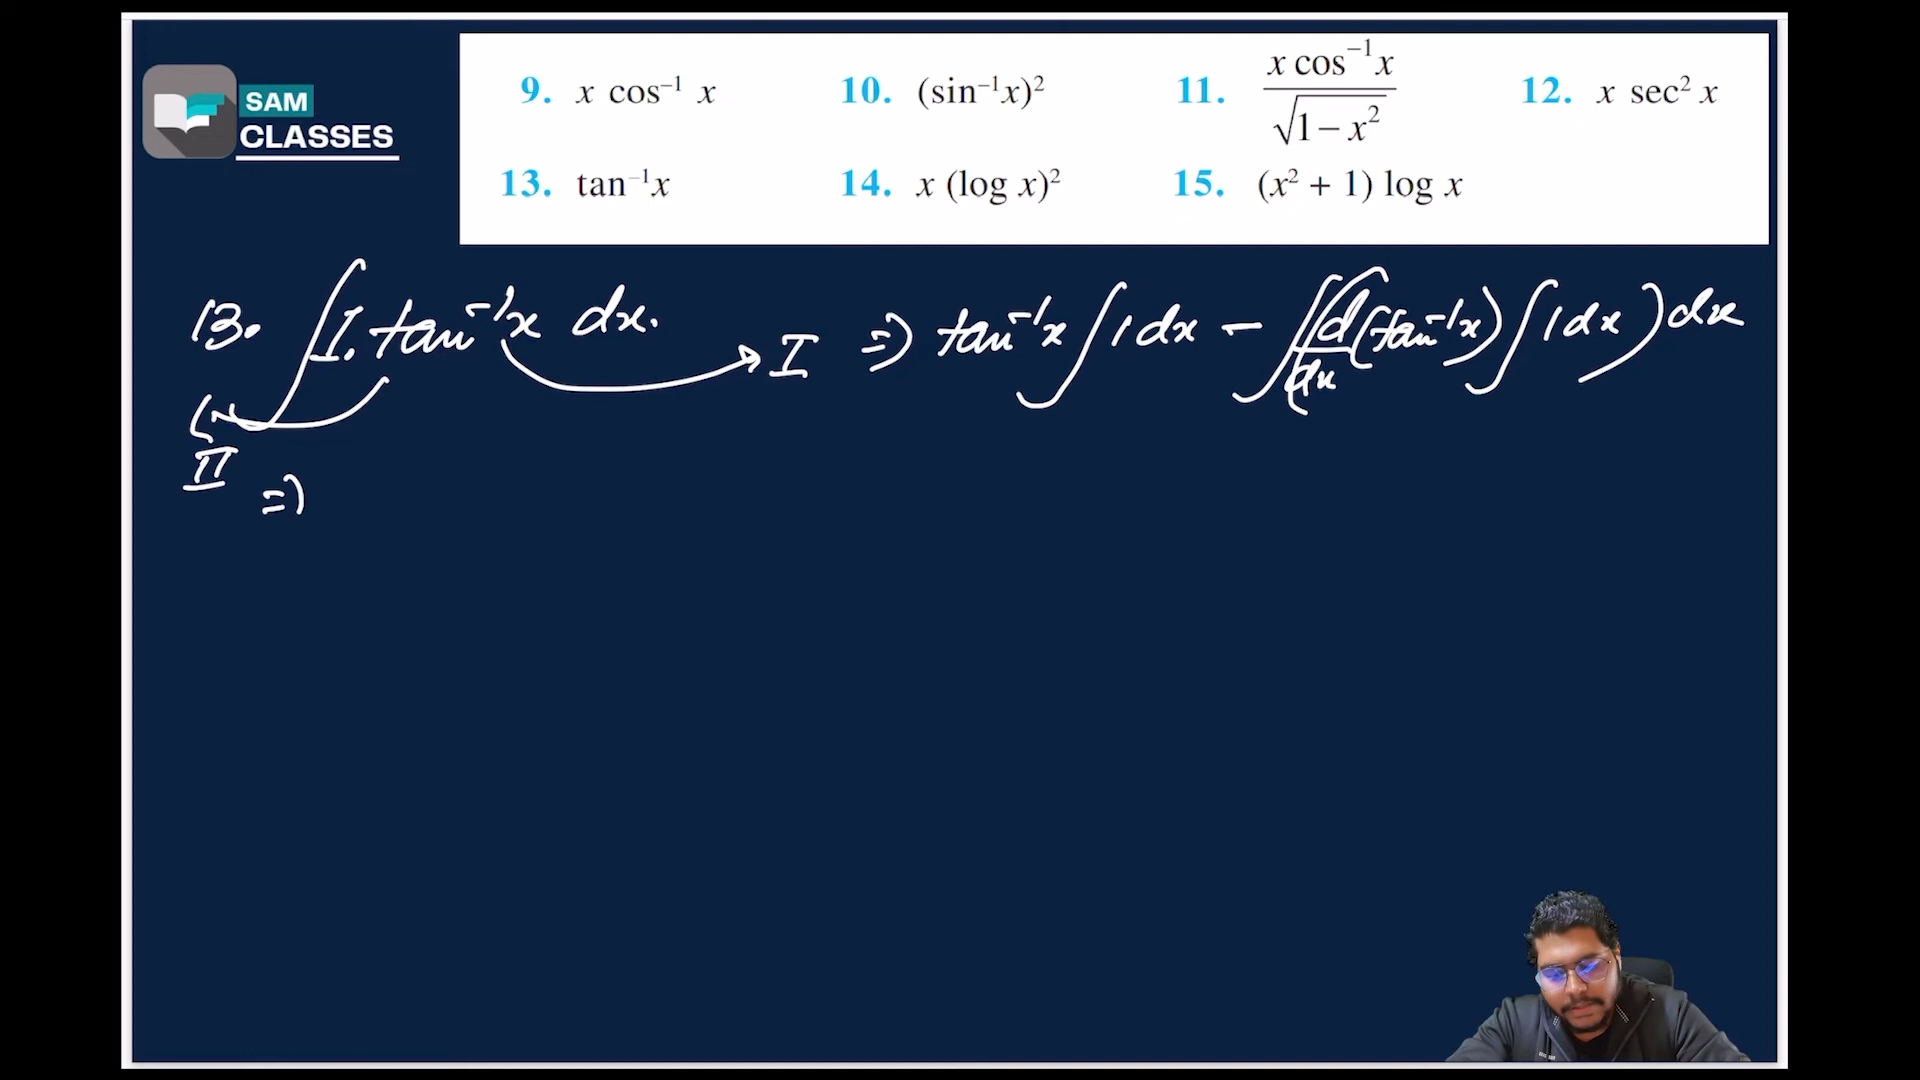 SAM
CLASSES
9. x cos⁻¹ x 10. (sin⁻¹x)² 11. x cos⁻¹x / √1−x² 12. x sec² x
13. tan⁻¹x 14. x (log x)² 15. (x² + 1) log x
13. ∫1. tan⁻¹x dx. → I ⇒ tan⁻¹x ∫1 dx − ∫(d/dx (tan⁻¹x) ∫1 dx) dx
II
⇒